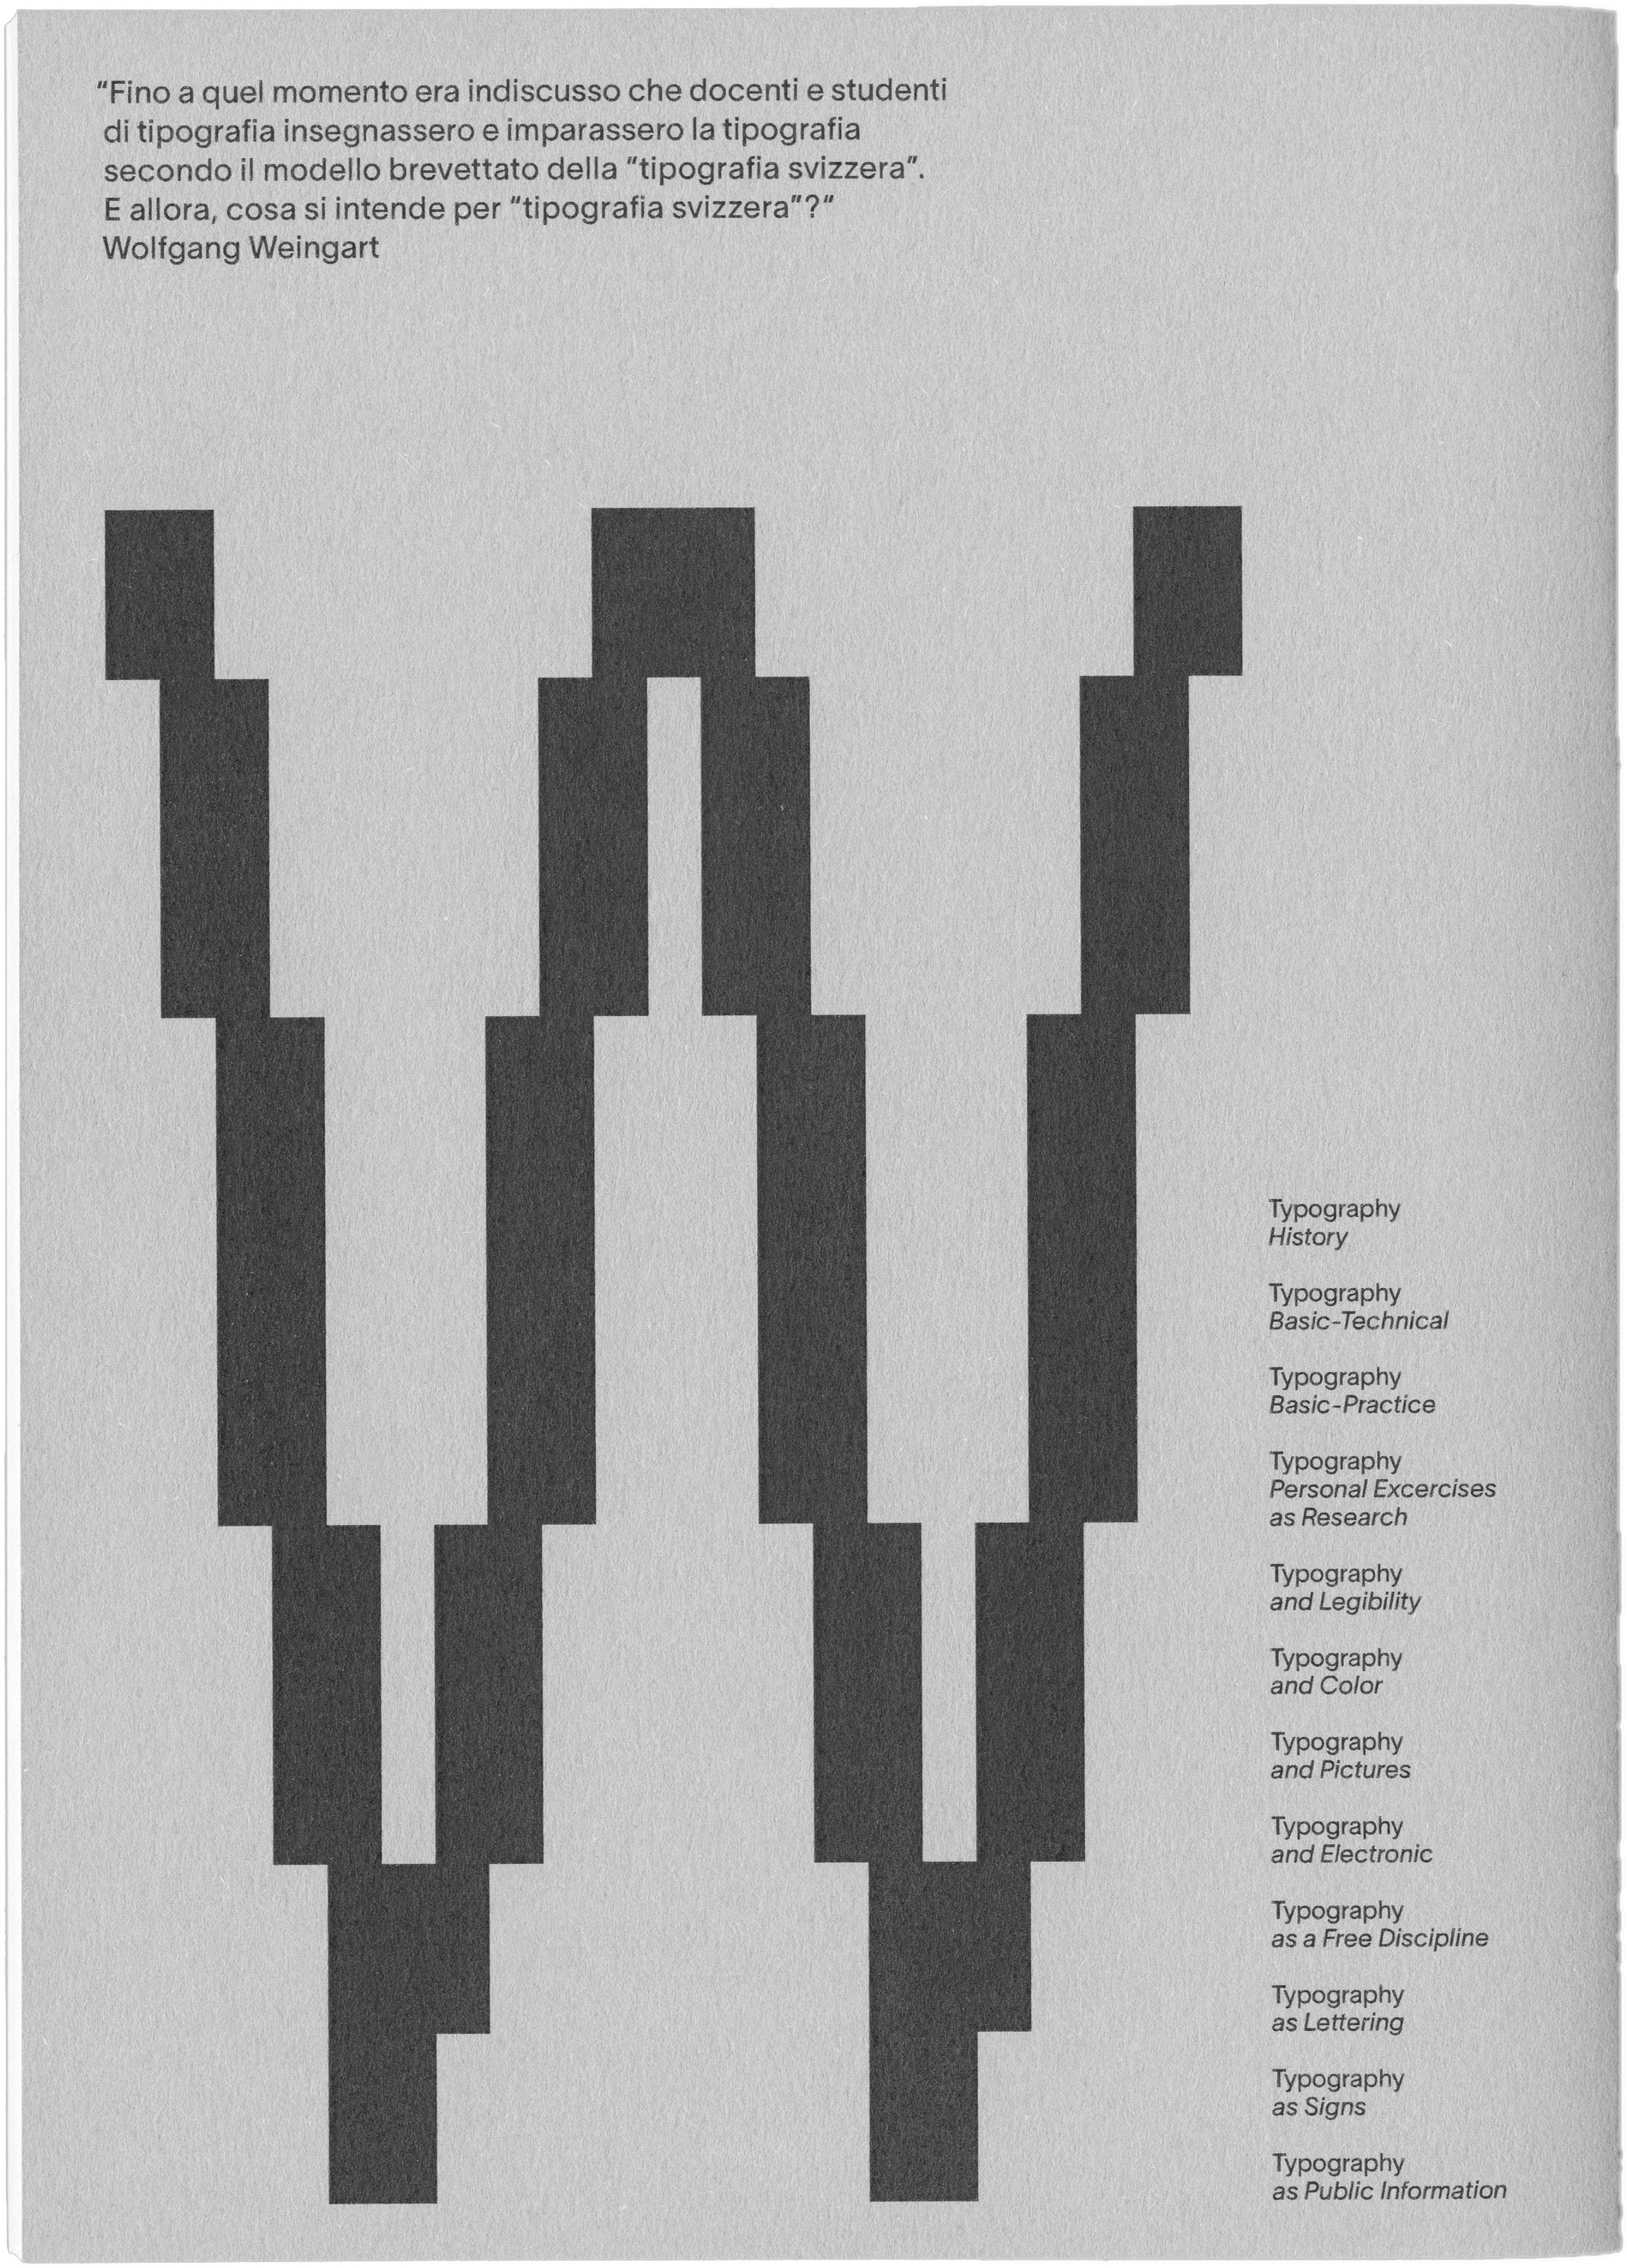 “Fino a quel momento era indiscusso che docenti e studenti
di tipografia insegnassero e imparassero la tipografia
secondo il modello brevettato della “tipografia svizzera”.
E allora, cosa si intende per “tipografia svizzera”?“
Wolfgang Weingart
W
Typography
History
Typography
Basic-Technical
Typography
Basic-Practice
Typography
Personal Excercises
as Research
Typography
and Legibility
Typography
and Color
Typography
and Pictures
Typography
and Electronic
Typography
as a Free Discipline
Typography
as Lettering
Typography
as Signs
Typography
as Public Information